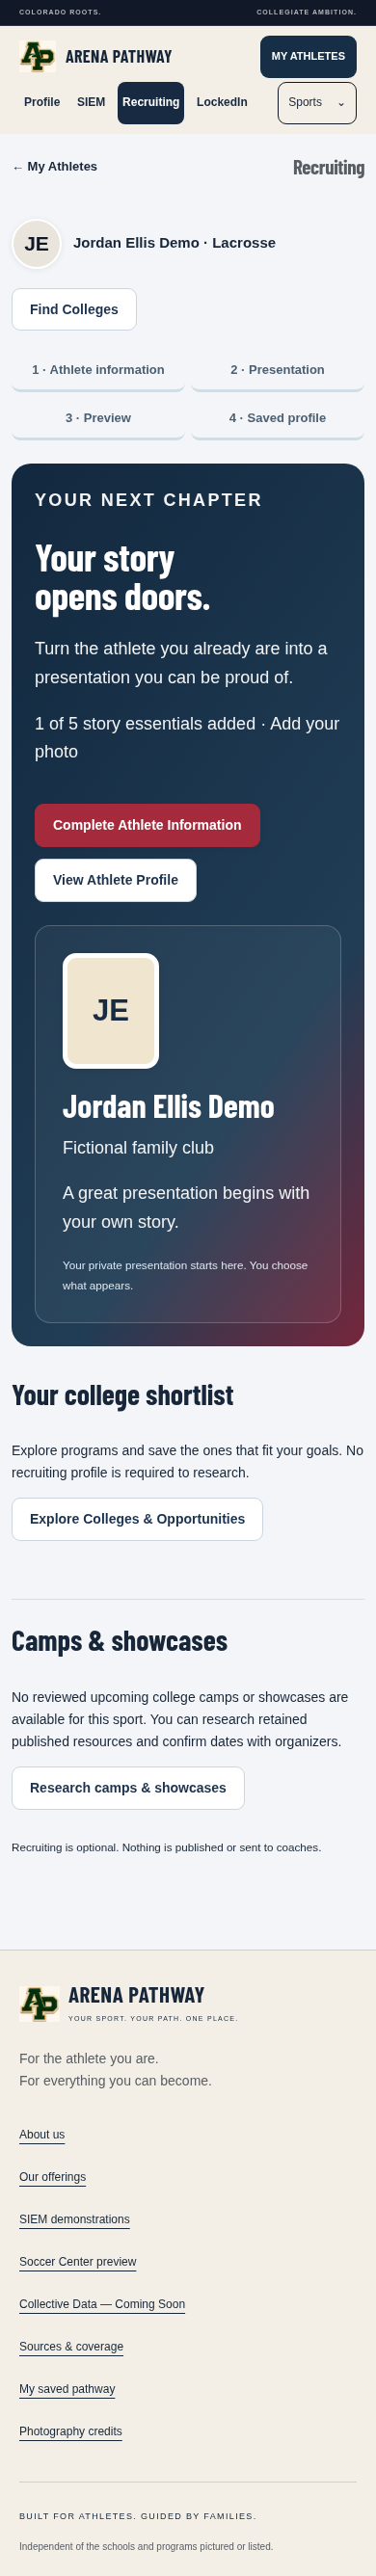 COLORADO ROOTS. COLLEGIATE AMBITION.
AP ARENA PATHWAY MY ATHLETES
Profile SIEM Recruiting LockedIn Sports ⌄
← My Athletes Recruiting
JE Jordan Ellis Demo · Lacrosse
Find Colleges
1 · Athlete information 2 · Presentation
3 · Preview 4 · Saved profile
YOUR NEXT CHAPTER
Your story
opens doors.
Turn the athlete you already are into a
presentation you can be proud of.
1 of 5 story essentials added · Add your
photo
Complete Athlete Information
View Athlete Profile
JE
Jordan Ellis Demo
Fictional family club
A great presentation begins with
your own story.
Your private presentation starts here. You choose
what appears.
Your college shortlist
Explore programs and save the ones that fit your goals. No
recruiting profile is required to research.
Explore Colleges & Opportunities
Camps & showcases
No reviewed upcoming college camps or showcases are
available for this sport. You can research retained
published resources and confirm dates with organizers.
Research camps & showcases
Recruiting is optional. Nothing is published or sent to coaches.
AP ARENA PATHWAY
YOUR SPORT. YOUR PATH. ONE PLACE.
For the athlete you are.
For everything you can become.
About us
Our offerings
SIEM demonstrations
Soccer Center preview
Collective Data — Coming Soon
Sources & coverage
My saved pathway
Photography credits
BUILT FOR ATHLETES. GUIDED BY FAMILIES.
Independent of the schools and programs pictured or listed.